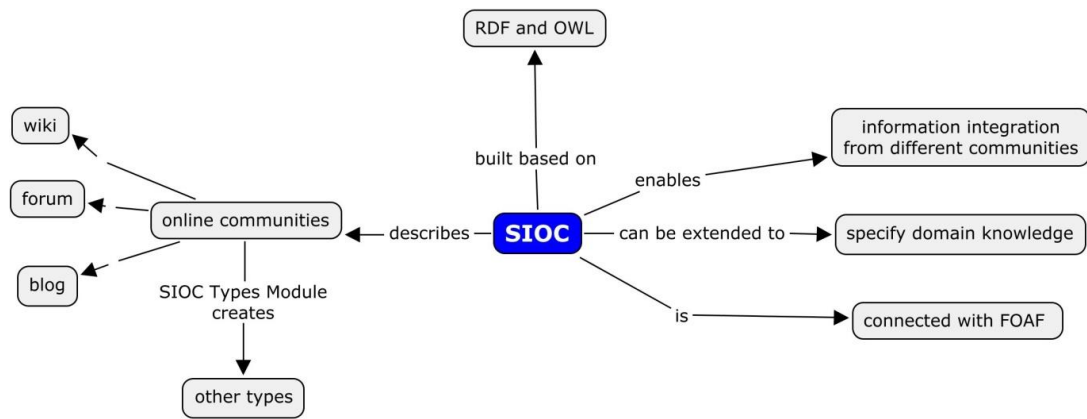 RDF and OWL
wiki
information integration
from different communities
built based on
enables
forum
online communities
describes
SIOC
can be extended to
specify domain knowledge
blog
SIOC Types Module
creates
is
connected with FOAF
other types